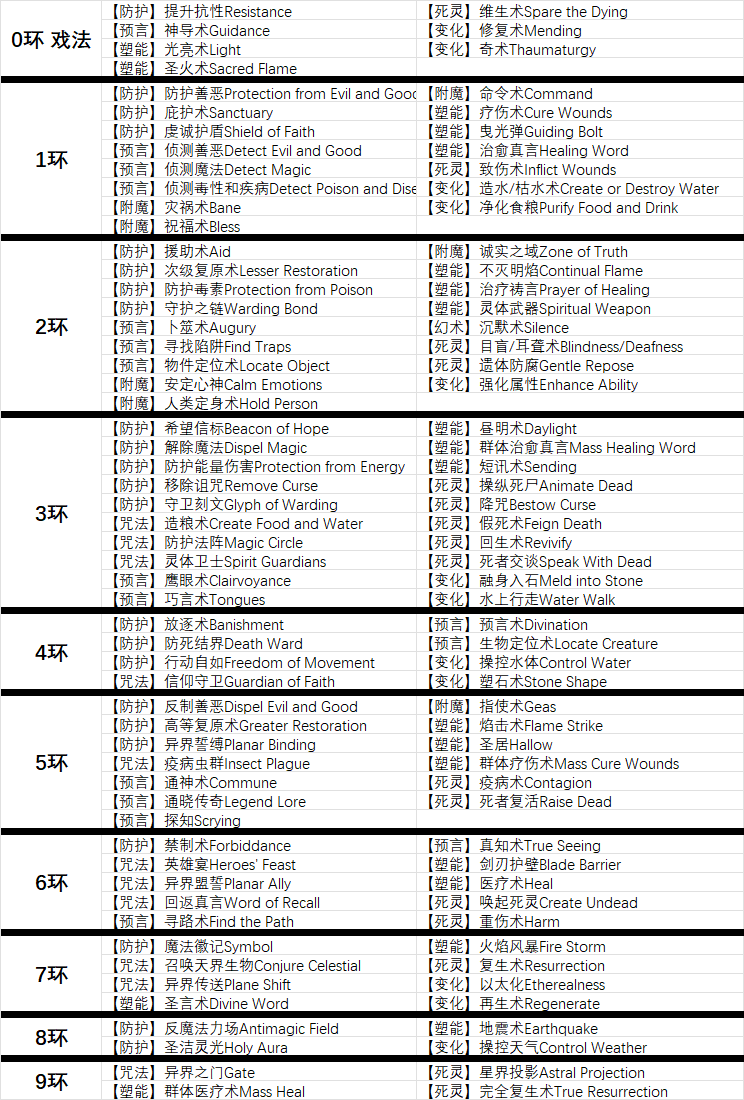 0环 戏法
【防护】提升抗性Resistance 【死灵】维生术Spare the Dying
【预言】神导术Guidance 【变化】修复术Mending
【塑能】光亮术Light 【变化】奇术Thaumaturgy
【塑能】圣火术Sacred Flame
1环
【防护】防护善恶Protection from Evil and Good 【附魔】命令术Command
【防护】庇护术Sanctuary 【塑能】疗伤术Cure Wounds
【防护】虔诚护盾Shield of Faith 【塑能】曳光弹Guiding Bolt
【预言】侦测善恶Detect Evil and Good 【塑能】治愈真言Healing Word
【预言】侦测魔法Detect Magic 【死灵】致伤术Inflict Wounds
【预言】侦测毒性和疾病Detect Poison and Dise 【变化】造水/枯水术Create or Destroy Water
【附魔】灾祸术Bane 【变化】净化食粮Purify Food and Drink
【附魔】祝福术Bless
2环
【防护】援助术Aid 【附魔】诚实之域Zone of Truth
【防护】次级复原术Lesser Restoration 【塑能】不灭明焰Continual Flame
【防护】防护毒素Protection from Poison 【塑能】治疗祷言Prayer of Healing
【防护】守护之链Warding Bond 【塑能】灵体武器Spiritual Weapon
【预言】卜筮术Augury 【幻术】沉默术Silence
【预言】寻找陷阱Find Traps 【死灵】目盲/耳聋术Blindness/Deafness
【预言】物件定位术Locate Object 【死灵】遗体防腐Gentle Repose
【附魔】安定心神Calm Emotions 【变化】强化属性Enhance Ability
【附魔】人类定身术Hold Person
3环
【防护】希望信标Beacon of Hope 【塑能】昼明术Daylight
【防护】解除魔法Dispel Magic 【塑能】群体治愈真言Mass Healing Word
【防护】防护能量伤害Protection from Energy 【塑能】短讯术Sending
【防护】移除诅咒Remove Curse 【死灵】操纵死尸Animate Dead
【防护】守卫刻文Glyph of Warding 【死灵】降咒Bestow Curse
【咒法】造粮术Create Food and Water 【死灵】假死术Feign Death
【咒法】防护法阵Magic Circle 【死灵】回生术Revivify
【咒法】灵体卫士Spirit Guardians 【死灵】死者交谈Speak With Dead
【预言】鹰眼术Clairvoyance 【变化】融身入石Meld into Stone
【预言】巧言术Tongues 【变化】水上行走Water Walk
4环
【防护】放逐术Banishment 【预言】预言术Divination
【防护】防死结界Death Ward 【预言】生物定位术Locate Creature
【防护】行动自如Freedom of Movement 【变化】操控水体Control Water
【咒法】信仰守卫Guardian of Faith 【变化】塑石术Stone Shape
5环
【防护】反制善恶Dispel Evil and Good 【附魔】指使术Geas
【防护】高等复原术Greater Restoration 【塑能】焰击术Flame Strike
【防护】异界誓缚Planar Binding 【塑能】圣居Hallow
【咒法】疫病虫群Insect Plague 【塑能】群体疗伤术Mass Cure Wounds
【预言】通神术Commune 【死灵】疫病术Contagion
【预言】通晓传奇Legend Lore 【死灵】死者复活Raise Dead
【预言】探知Scrying
6环
【防护】禁制术Forbiddance 【预言】真知术True Seeing
【咒法】英雄宴Heroes' Feast 【塑能】剑刃护壁Blade Barrier
【咒法】异界盟誓Planar Ally 【塑能】医疗术Heal
【咒法】回返真言Word of Recall 【死灵】唤起死灵Create Undead
【预言】寻路术Find the Path 【死灵】重伤术Harm
7环
【防护】魔法徽记Symbol 【塑能】火焰风暴Fire Storm
【咒法】召唤天界生物Conjure Celestial 【死灵】复生术Resurrection
【咒法】异界传送Plane Shift 【变化】以太化Etherealness
【塑能】圣言术Divine Word 【变化】再生术Regenerate
8环
【防护】反魔法力场Antimagic Field 【塑能】地震术Earthquake
【防护】圣洁灵光Holy Aura 【变化】操控天气Control Weather
9环
【咒法】异界之门Gate 【死灵】星界投影Astral Projection
【塑能】群体医疗术Mass Heal 【死灵】完全复生术True Resurrection